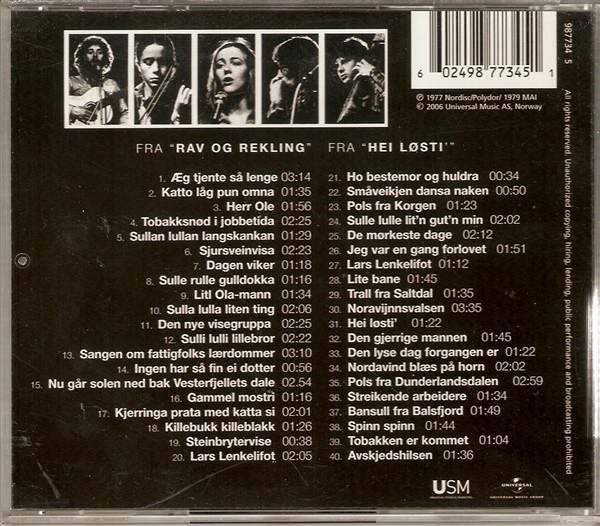 987734 5
6 02498 77345 1
℗ 1977 Nordisc/Polydor/ 1979 MAI
© 2006 Universal Music AS, Norway
All rights reserved. Unauthorized copying, hiring, lending, public performance and broadcasting prohibited
FRA "RAV OG REKLING"
1. Æg tjente så lenge 03:14
2. Katto låg pun omna 01:35
3. Herr Ole 01:56
4. Tobakksnød i jobbetida 02:25
5. Sullan lullan langskankan 01:29
6. Sjursveinvisa 02:23
7. Dagen viker 01:18
8. Sulle rulle gulldokka 01:16
9. Litl Ola-mann 01:34
10. Sulla lulla liten ting 02:06
11. Den nye visegruppa 02:25
12. Sulli lulli lillebror 02:22
13. Sangen om fattigfolks lærdommer 03:10
14. Ingen har så fin ei dotter 00:56
15. Nu går solen ned bak Vesterfjellets dale 02.54
16. Gammel mostri 01:16
17. Kjerringa prata med katta si 02:01
18. Killebukk killeblakk 01:26
19. Steinbrytervise 00:38
20. Lars Lenkelifot 02:05
FRA "HEI LØSTI'"
21. Ho bestemor og huldra 00:34
22. Småveikjen dansa naken 00:50
23. Pols fra Korgen 01:23
24. Sulle lulle lit'n gut'n min 02:02
25. De mørkeste dage 02:12
26. Jeg var en gang forlovet 01:51
27. Lars Lenkelifot 01:12
28. Lite bane 01:45
29. Trall fra Saltdal 01:45
30. Noravijnnsvalen 03:35
31. Hei løsti' 01:22
32. Den gjerrige mannen 01:45
33. Den lyse dag forgangen er 01:22
34. Nordavind blæs på horn 02:02
35. Pols fra Dunderlandsdalen 02:59
36. Streikende arbeidere 01:34
37. Bansull fra Balsfjord 01:49
38. Spinn spinn 01:44
39. Tobakken er kommet 01:04
40. Avskjedshilsen 01:36
USM
UNIVERSAL
UNIVERSAL MUSIC GROUP